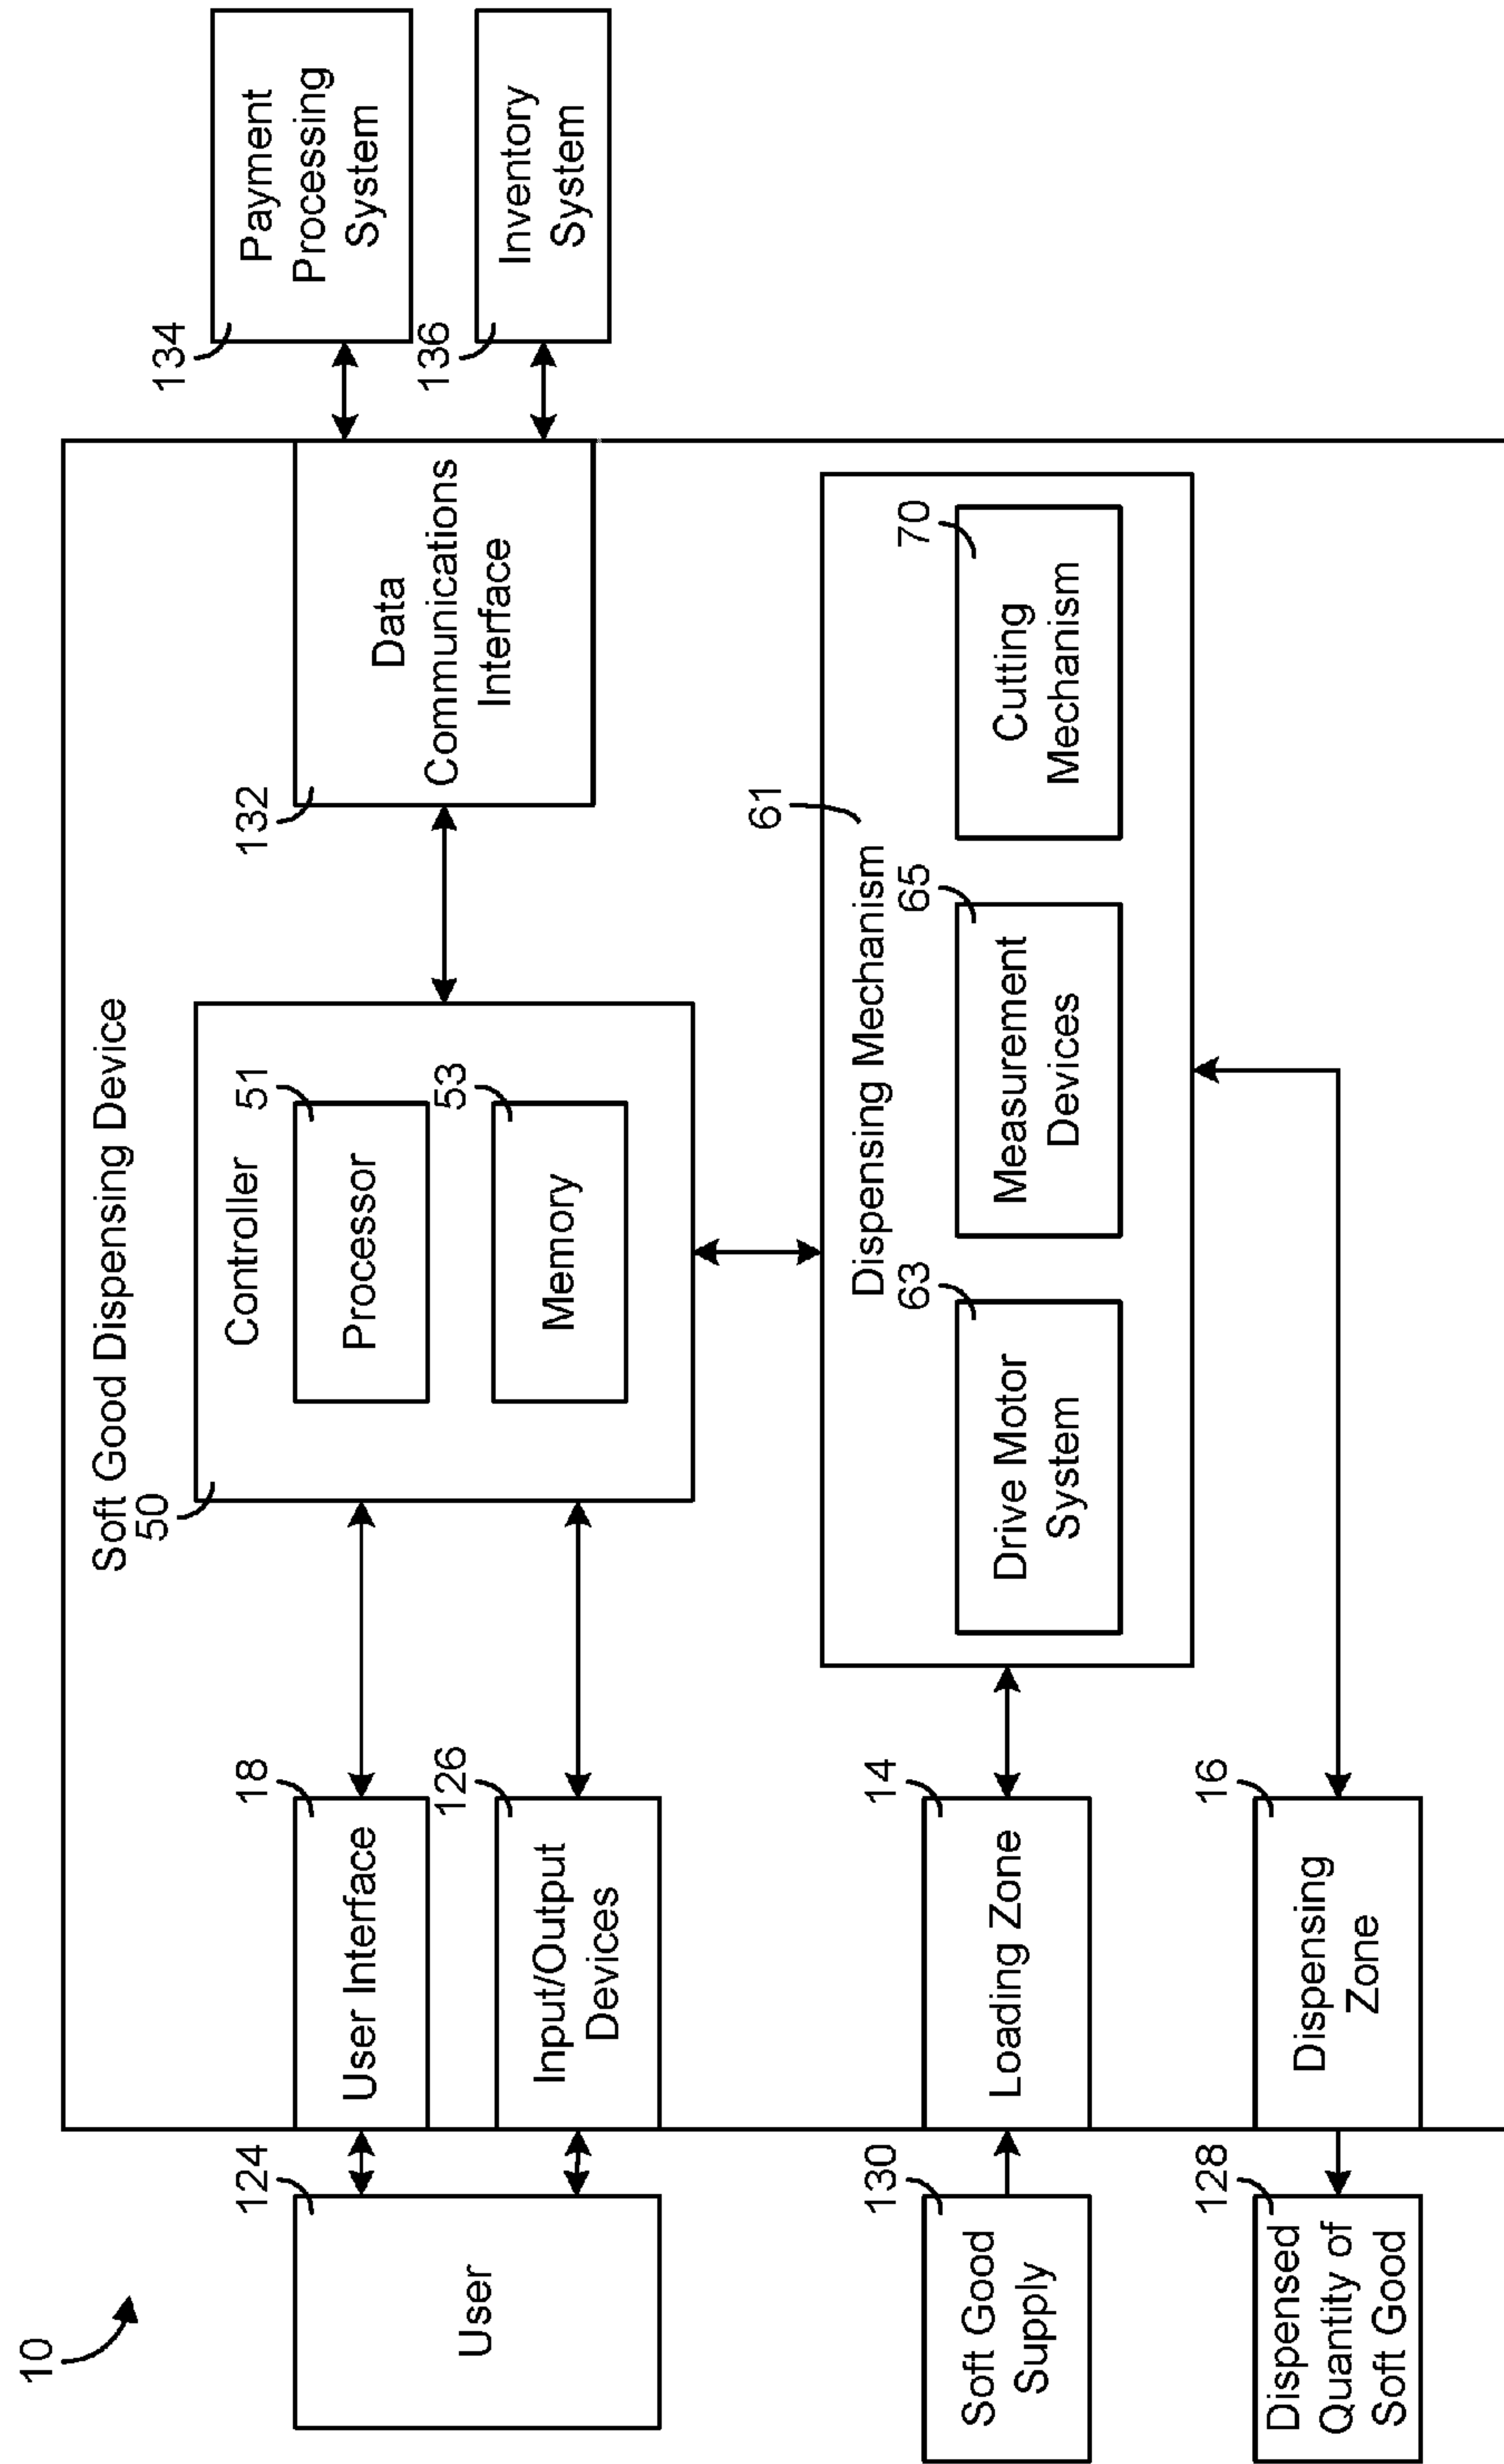 10
Soft Good Dispensing Device
124
User
18
User Interface
126
Input/Output
Devices
50
Controller
51
Processor
53
Memory
132
Data
Communications
Interface
134
Payment
Processing
System
136
Inventory
System
61
Dispensing Mechanism
63
Drive Motor
System
65
Measurement
Devices
70
Cutting
Mechanism
130
Soft Good
Supply
14
Loading Zone
128
Dispensed
Quantity of
Soft Good
16
Dispensing
Zone